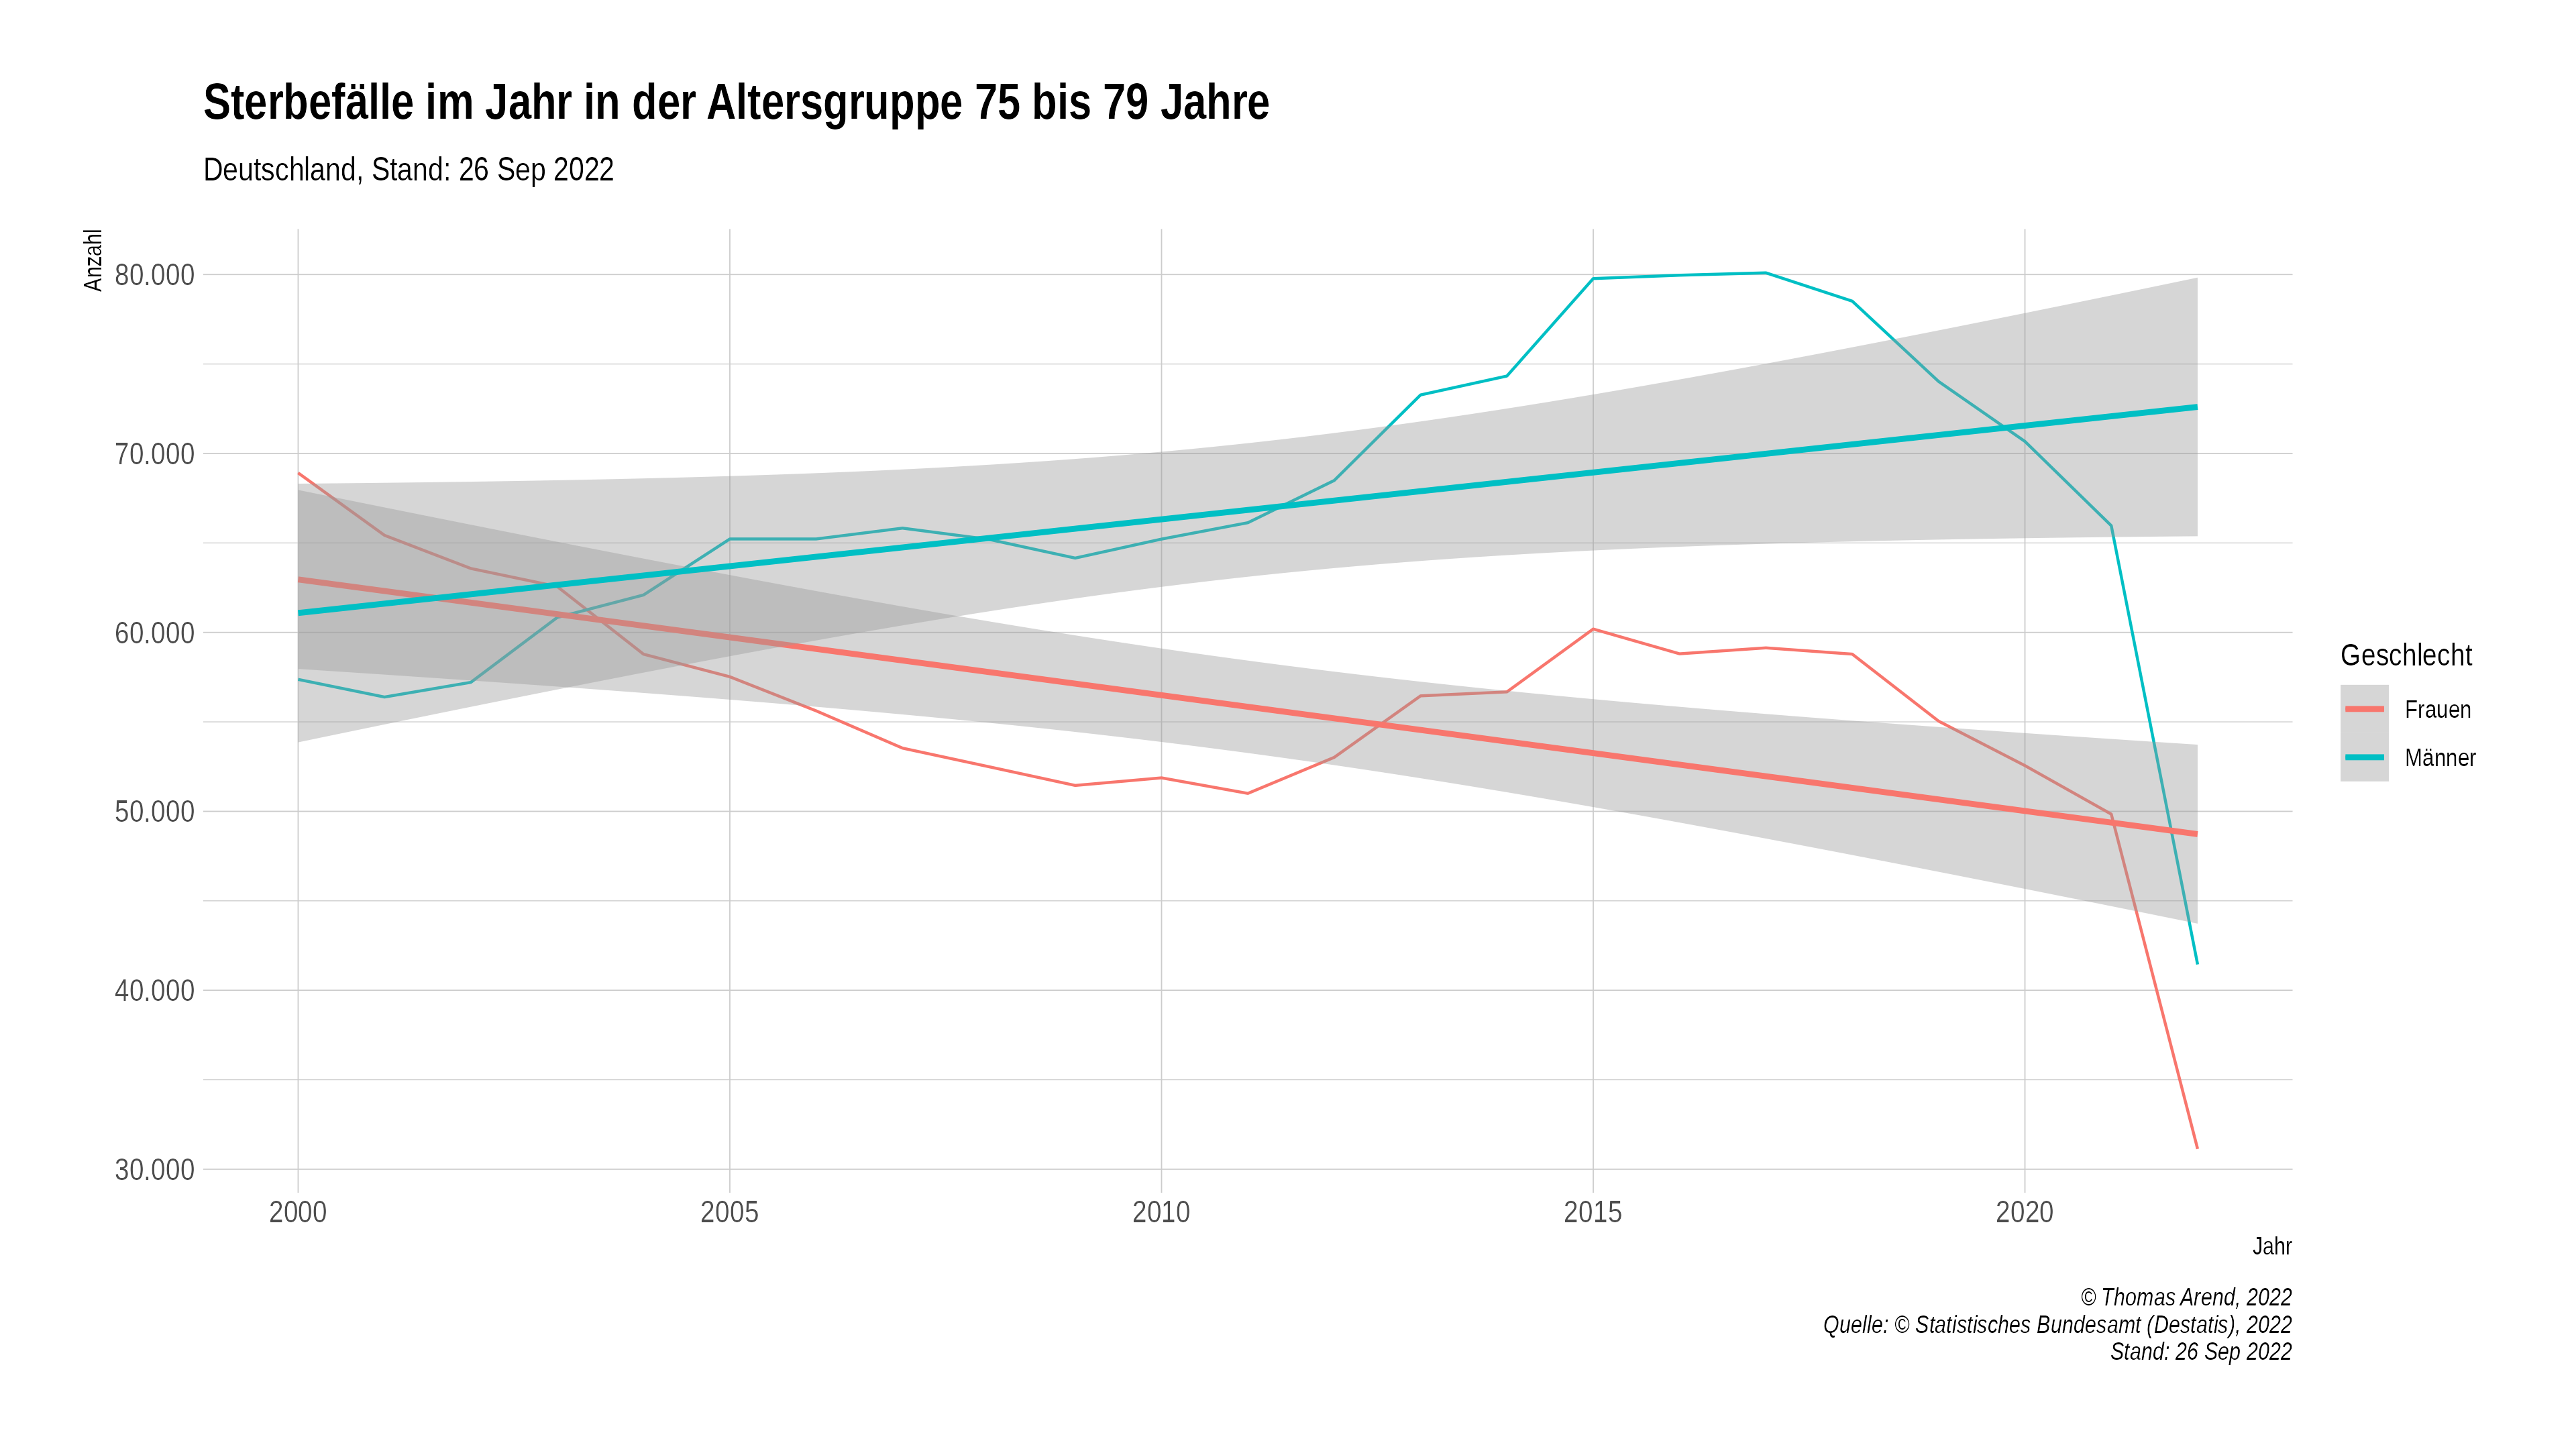 Sterbefälle im Jahr in der Altersgruppe 75 bis 79 Jahre
Deutschland, Stand: 26 Sep 2022
Anzahl
80.000
70.000
60.000
50.000
40.000
30.000
2000
2005
2010
2015
2020
Jahr
Geschlecht
Frauen
Männer
© Thomas Arend, 2022
Quelle: © Statistisches Bundesamt (Destatis), 2022
Stand: 26 Sep 2022